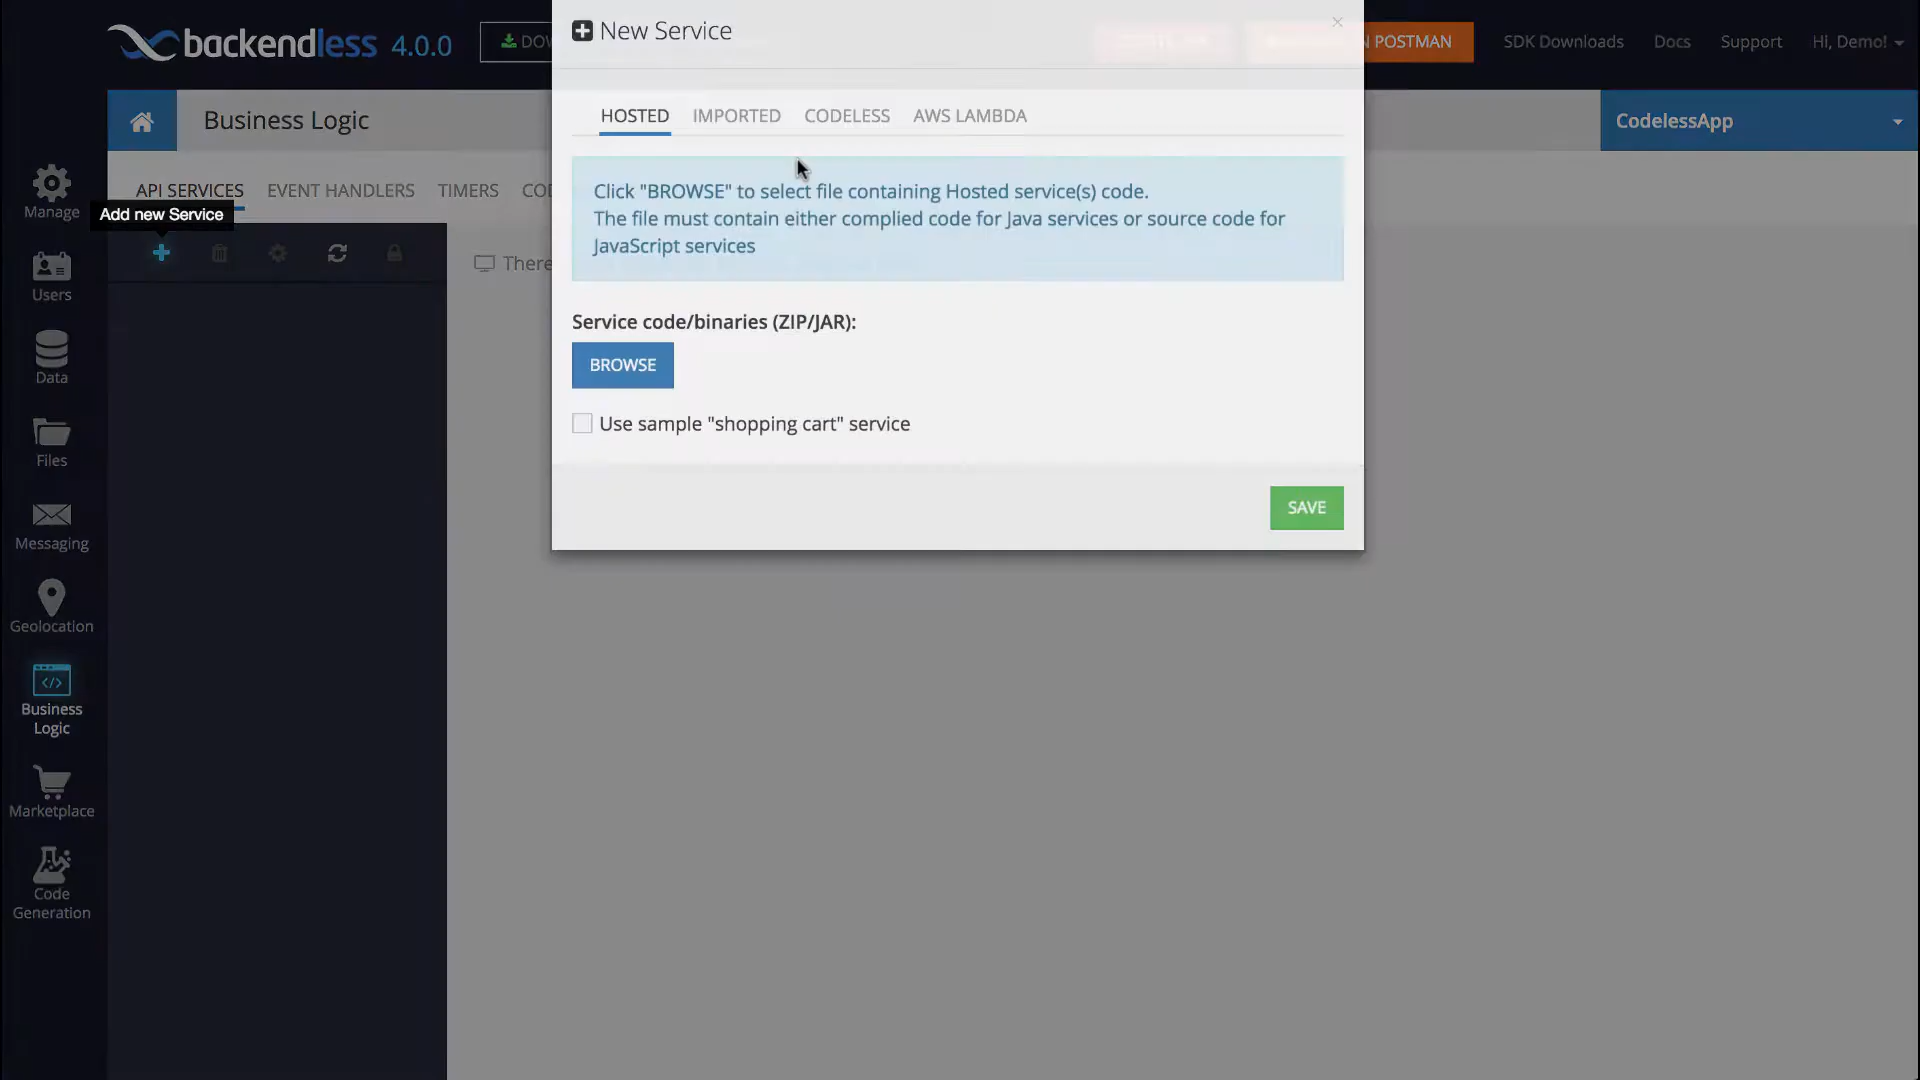 backendless 4.0.0
DOW
New Service
×
N POSTMAN
SDK Downloads
Docs
Support
Hi, Demo!
Business Logic
CodelessApp
HOSTED
IMPORTED
CODELESS
AWS LAMBDA
API SERVICES
EVENT HANDLERS
TIMERS
COD
Add new Service
Click "BROWSE" to select file containing Hosted service(s) code.
The file must contain either complied code for Java services or source code for
JavaScript services
There
Service code/binaries (ZIP/JAR):
BROWSE
Use sample "shopping cart" service
SAVE
Manage
Users
Data
Files
Messaging
Geolocation
Business
Logic
Marketplace
Code
Generation